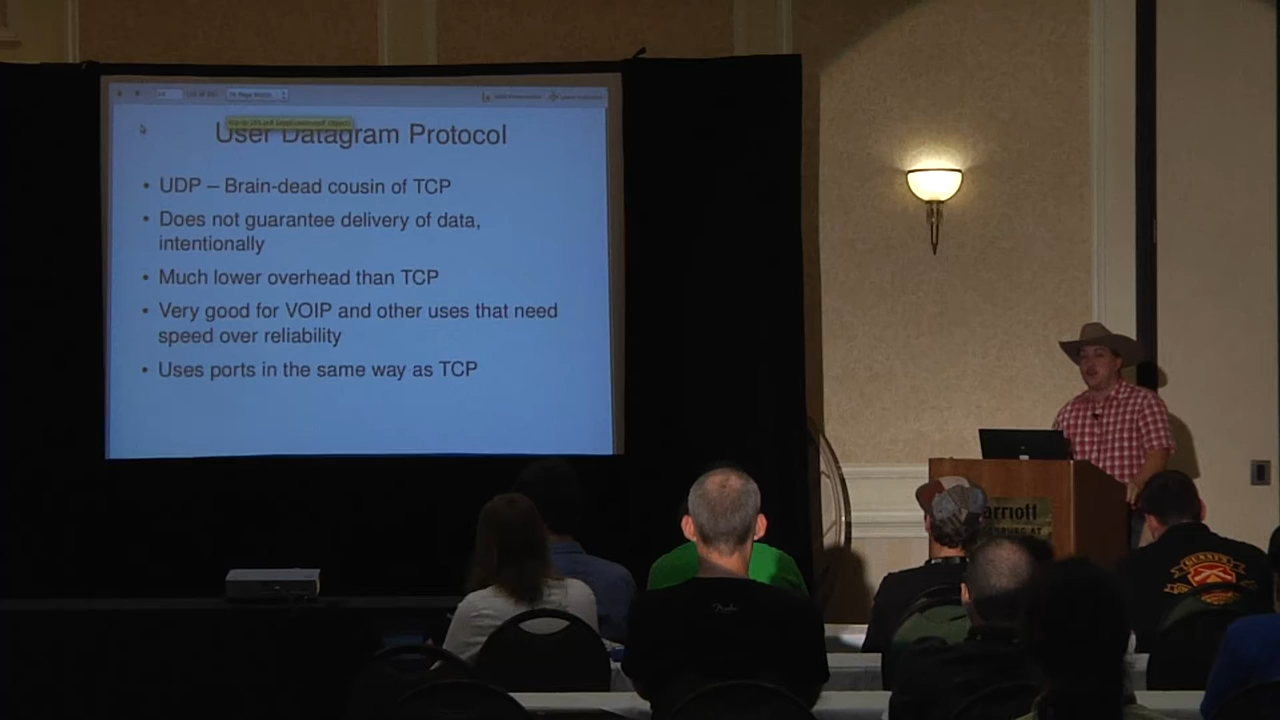 User Datagram Protocol
• UDP – Brain-dead cousin of TCP
• Does not guarantee delivery of data,
intentionally
• Much lower overhead than TCP
• Very good for VOIP and other uses that need
speed over reliability
• Uses ports in the same way as TCP
arriott
Fender